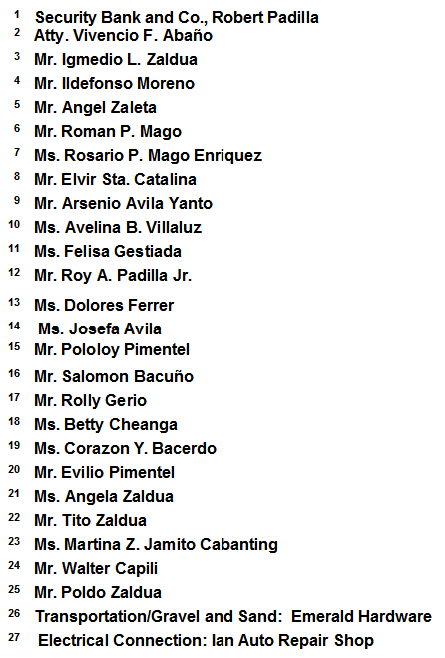 1 Security Bank and Co., Robert Padilla
2 Atty. Vivencio F. Abaño
3 Mr. Igmedio L. Zaldua
4 Mr. Ildefonso Moreno
5 Mr. Angel Zaleta
6 Mr. Roman P. Mago
7 Ms. Rosario P. Mago Enriquez
8 Mr. Elvir Sta. Catalina
9 Mr. Arsenio Avila Yanto
10 Ms. Avelina B. Villaluz
11 Ms. Felisa Gestiada
12 Mr. Roy A. Padilla Jr.
13 Ms. Dolores Ferrer
14 Ms. Josefa Avila
15 Mr. Pololoy Pimentel
16 Mr. Salomon Bacuño
17 Mr. Rolly Gerio
18 Ms. Betty Cheanga
19 Ms. Corazon Y. Bacerdo
20 Mr. Evilio Pimentel
21 Ms. Angela Zaldua
22 Mr. Tito Zaldua
23 Ms. Martina Z. Jamito Cabanting
24 Mr. Walter Capili
25 Mr. Poldo Zaldua
26 Transportation/Gravel and Sand: Emerald Hardware
27 Electrical Connection: Ian Auto Repair Shop